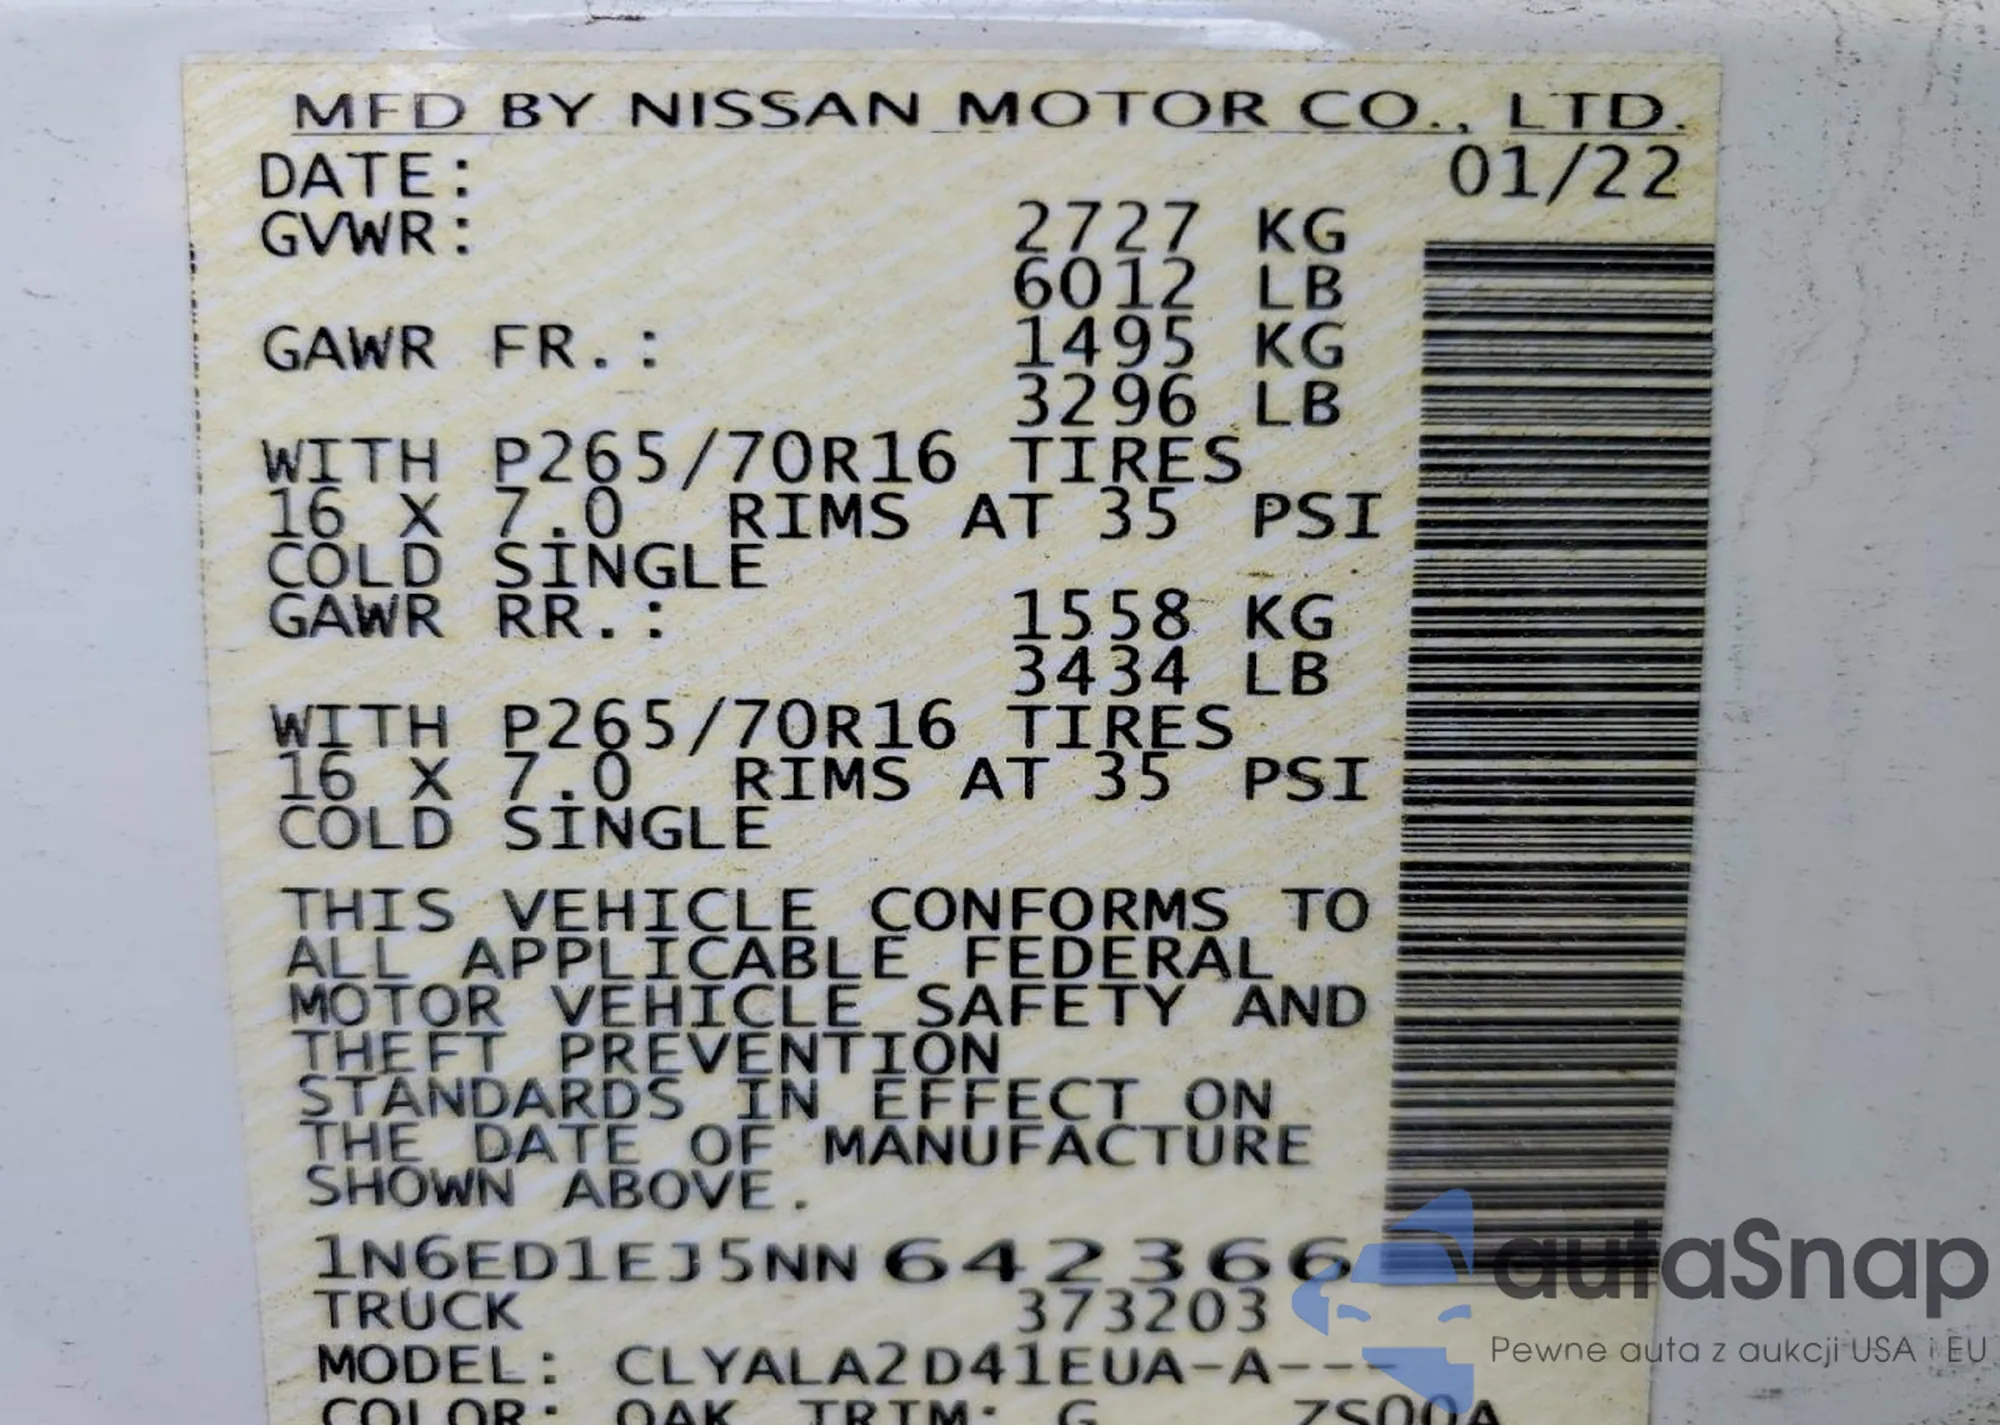 MFD BY NISSAN MOTOR CO., LTD.
DATE: 01/22
GVWR: 2727 KG
6012 LB
GAWR FR.: 1495 KG
3296 LB
WITH P265/70R16 TIRES
16 X 7.0 RIMS AT 35 PSI
COLD SINGLE
GAWR RR.: 1558 KG
3434 LB
WITH P265/70R16 TIRES
16 X 7.0 RIMS AT 35 PSI
COLD SINGLE
THIS VEHICLE CONFORMS TO
ALL APPLICABLE FEDERAL
MOTOR VEHICLE SAFETY AND
THEFT PREVENTION
STANDARDS IN EFFECT ON
THE DATE OF MANUFACTURE
SHOWN ABOVE.
1N6ED1EJ5NN642366
TRUCK 373203
MODEL: CLYALA2D41EUA-A---
COLOR: QAK TRIM: G
autaSnap
Pewne auta z aukcji USA i EU